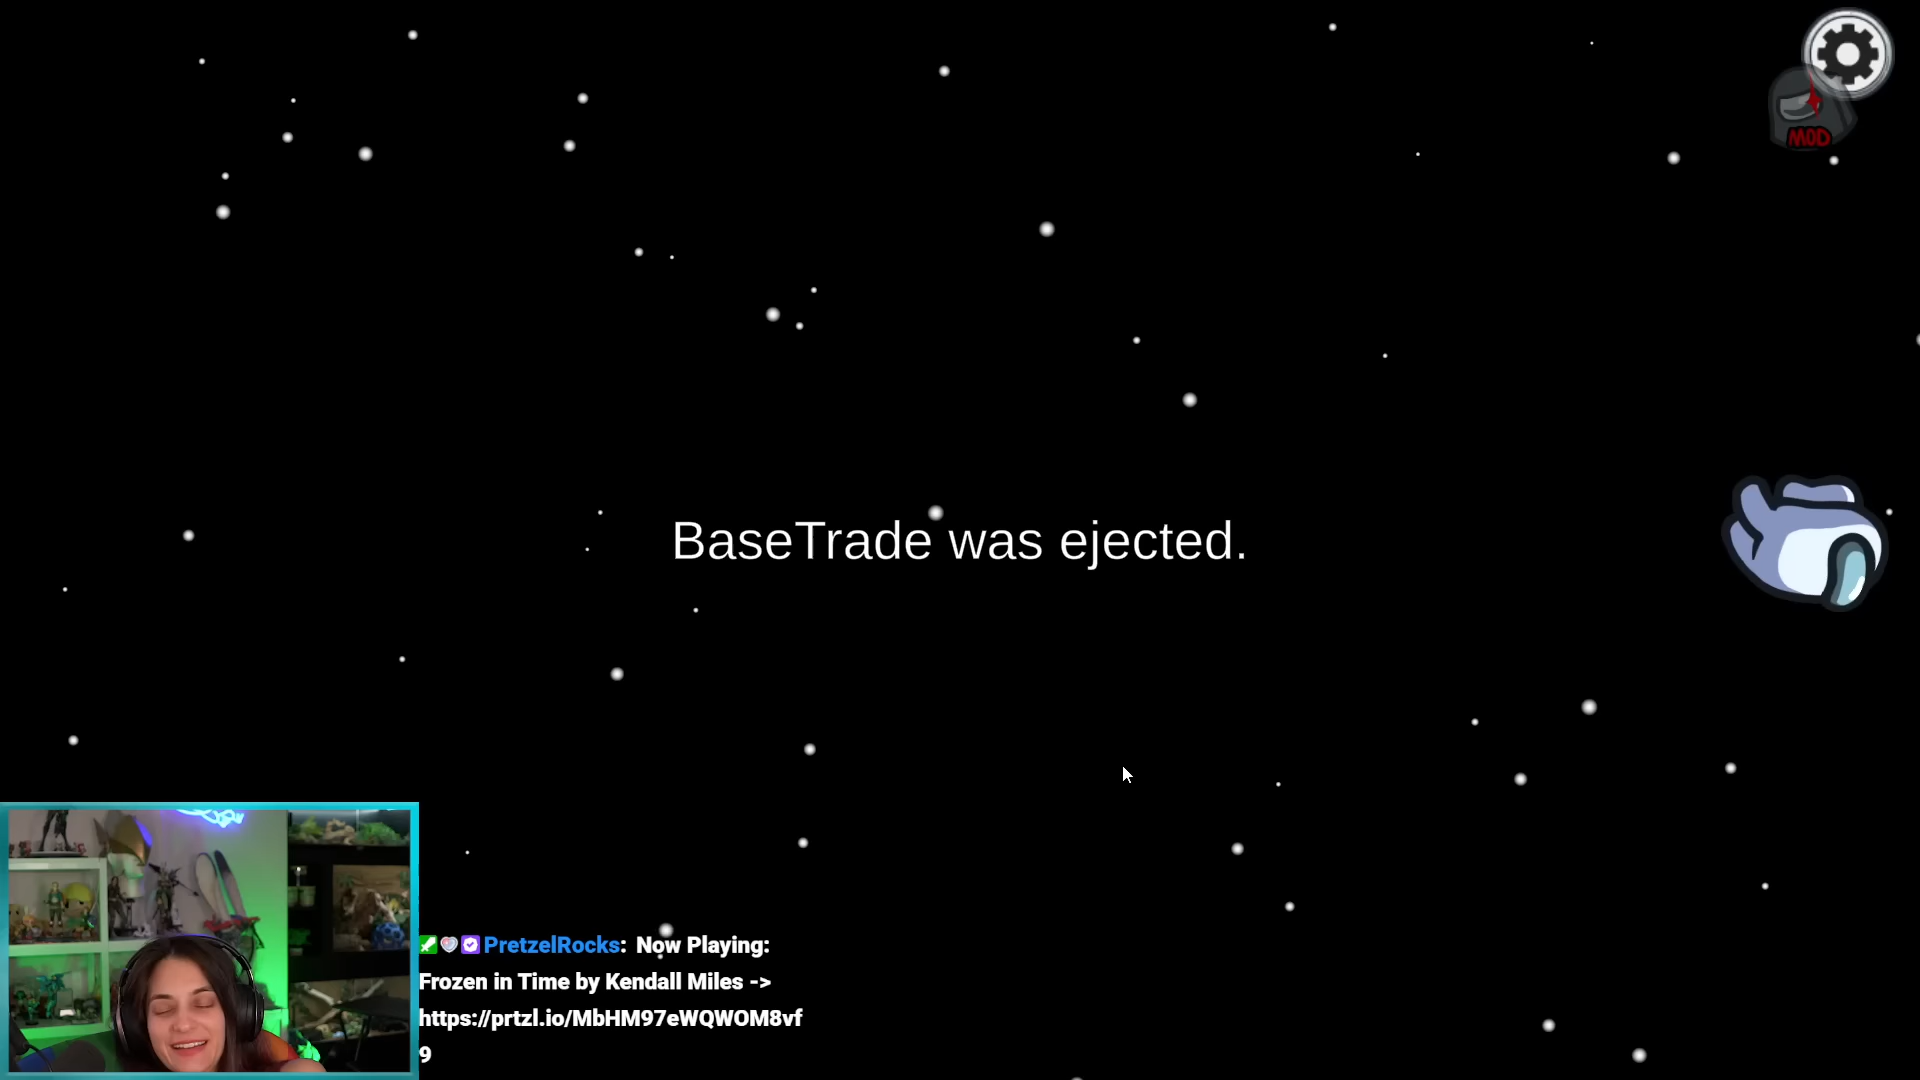 MOD
BaseTrade was ejected.
PretzelRocks: Now Playing:
Frozen in Time by Kendall Miles ->
https://prtzl.io/MbHM97eWQWOM8vf
9